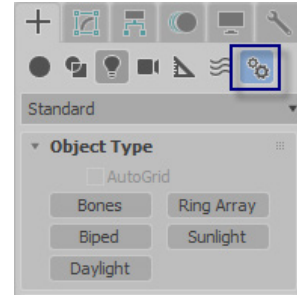 Standard
Object Type
AutoGrid
Bones Ring Array
Biped Sunlight
Daylight